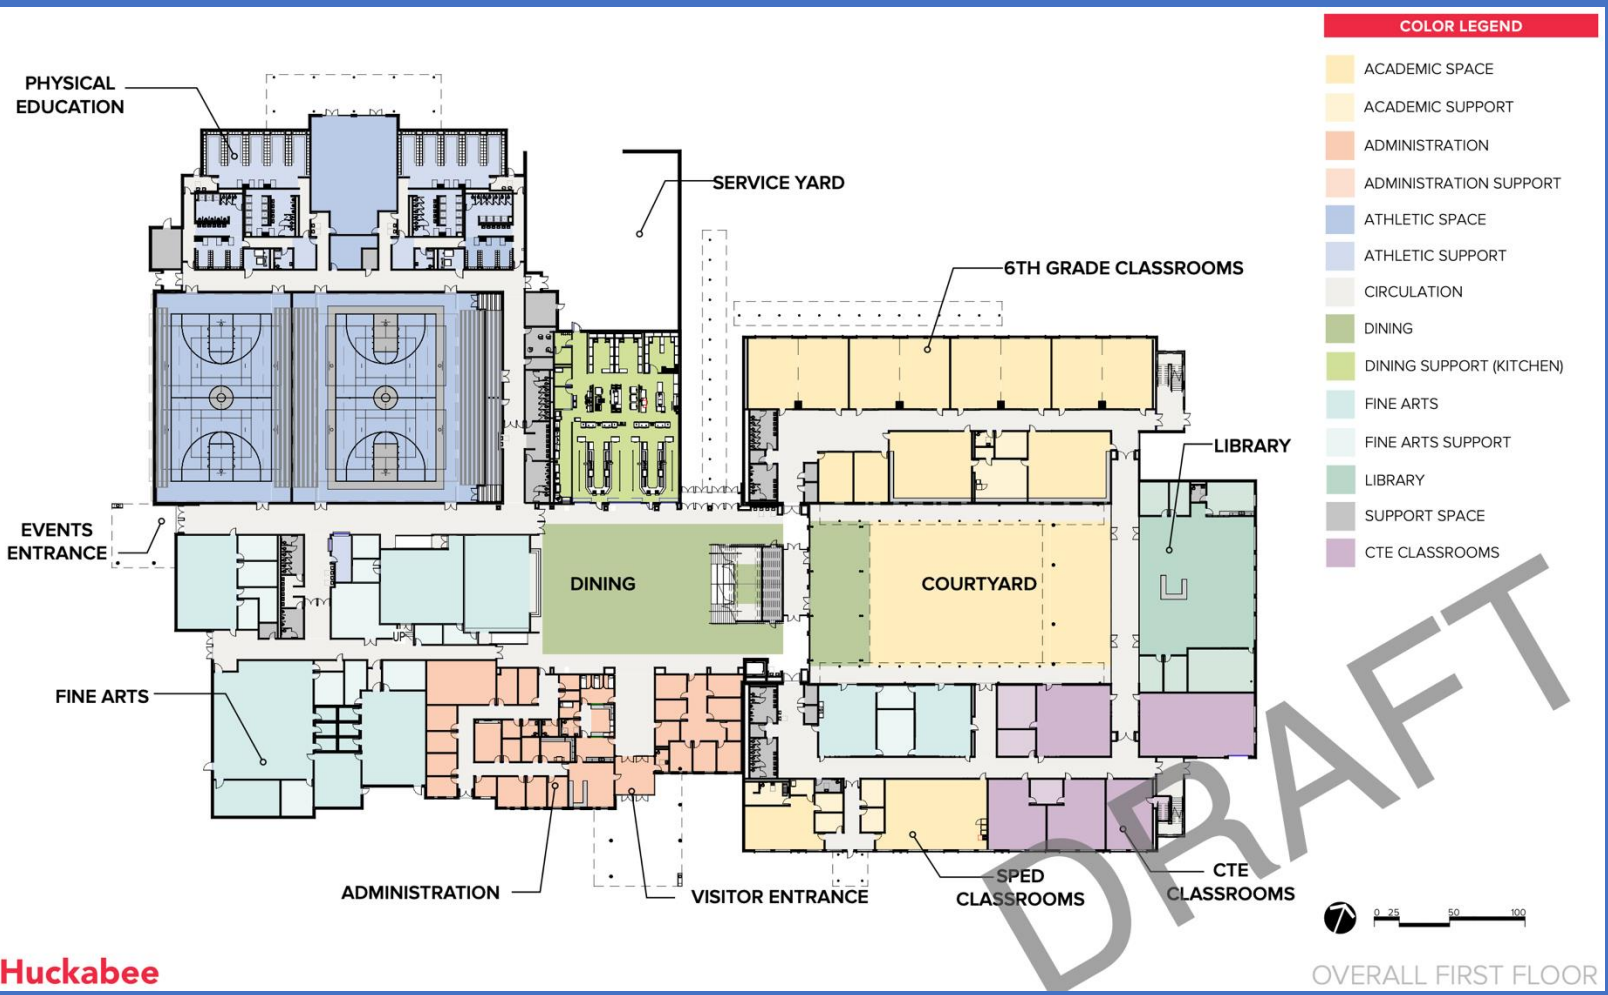 COLOR LEGEND
ACADEMIC SPACE
ACADEMIC SUPPORT
ADMINISTRATION
ADMINISTRATION SUPPORT
ATHLETIC SPACE
ATHLETIC SUPPORT
CIRCULATION
DINING
DINING SUPPORT (KITCHEN)
FINE ARTS
FINE ARTS SUPPORT
LIBRARY
SUPPORT SPACE
CTE CLASSROOMS
PHYSICAL
EDUCATION
SERVICE YARD
6TH GRADE CLASSROOMS
LIBRARY
EVENTS
ENTRANCE
DINING
COURTYARD
UP
FINE ARTS
ADMINISTRATION
VISITOR ENTRANCE
SPED
CLASSROOMS
CTE
CLASSROOMS
DRAFT
0 25 50 100
Huckabee
OVERALL FIRST FLOOR